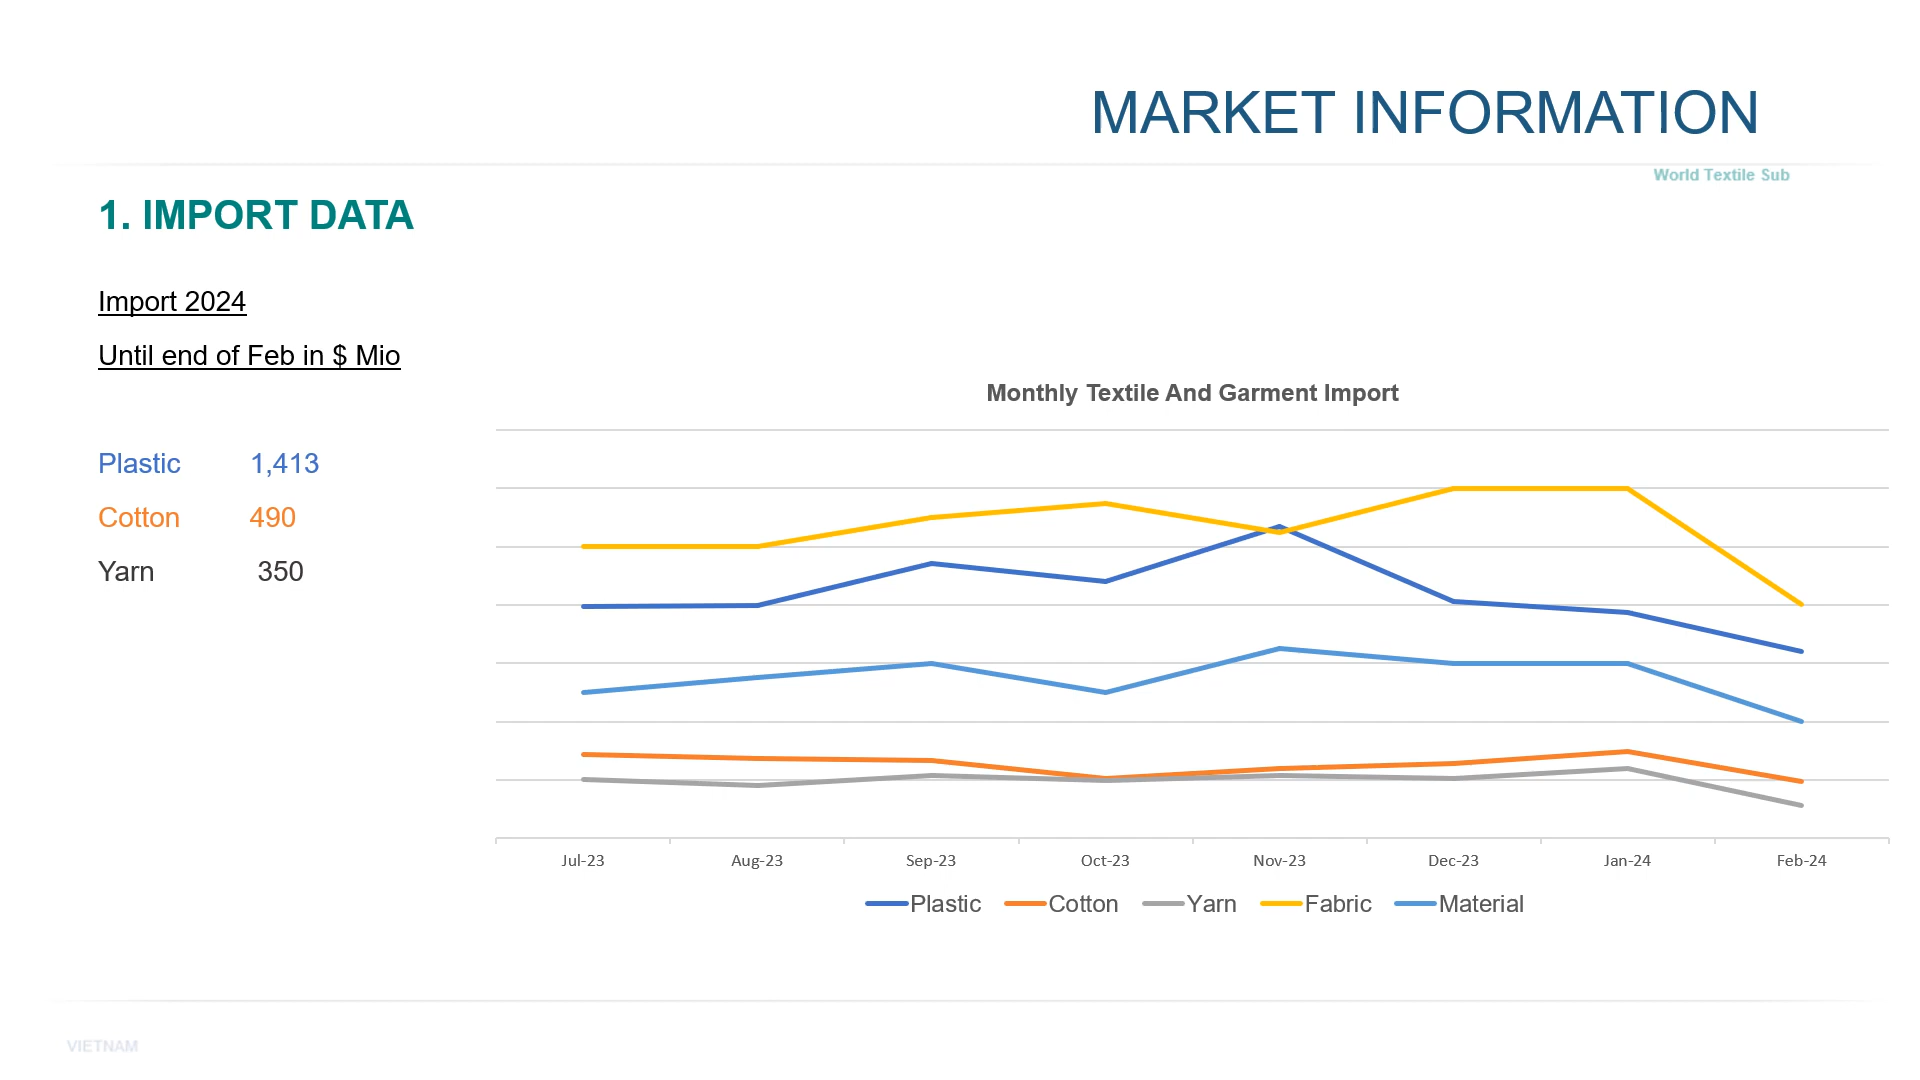 MARKET INFORMATION
World Textile Sub
1. IMPORT DATA
Import 2024
Until end of Feb in $ Mio
Plastic 1,413
Cotton 490
Yarn 350
Monthly Textile And Garment Import
Jul-23 Aug-23 Sep-23 Oct-23 Nov-23 Dec-23 Jan-24 Feb-24
Plastic Cotton Yarn Fabric Material
VIETNAM